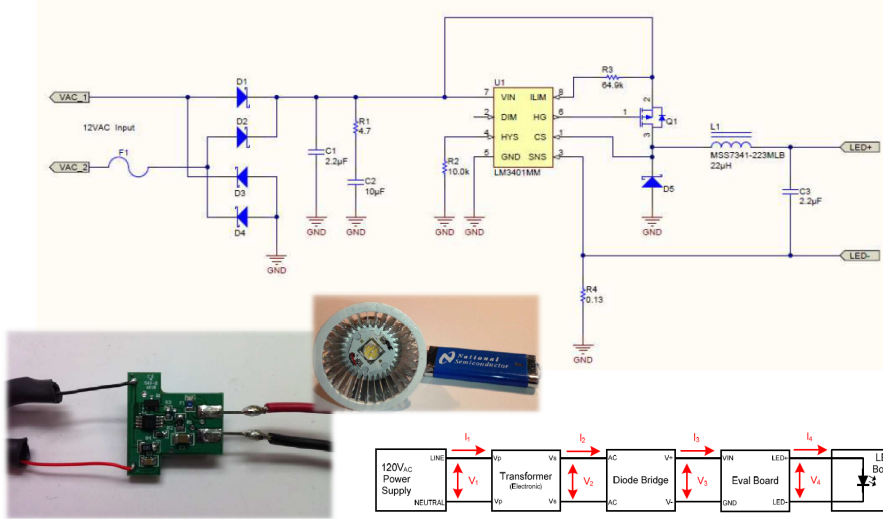 VAC_1
12VAC Input
VAC_2
F1
D1
D2
D3
D4
C1
2.2µF
R1
4.7
C2
10µF
GND
GND
GND
U1
7 VIN ILIM 8
2 DIM HG 6
4 HYS CS 1
5 GND SNS 3
LM3401MM
R2
10.0k
GND
GND
R3
64.9k
2
1
Q1
3
D5
GND
L1
MSS7341-223MLB
22µH
LED+
C3
2.2µF
LED-
R4
0.13
GND
National
Semiconductor
I1 I2 I3 I4
LINE Vp Vs AC V+ VIN LED+
120VAC
Power
Supply
Transformer
(Electronic)
Diode Bridge
Eval Board
V1 V2 V3 V4
NEUTRAL Vp Vs AC V- GND LED-